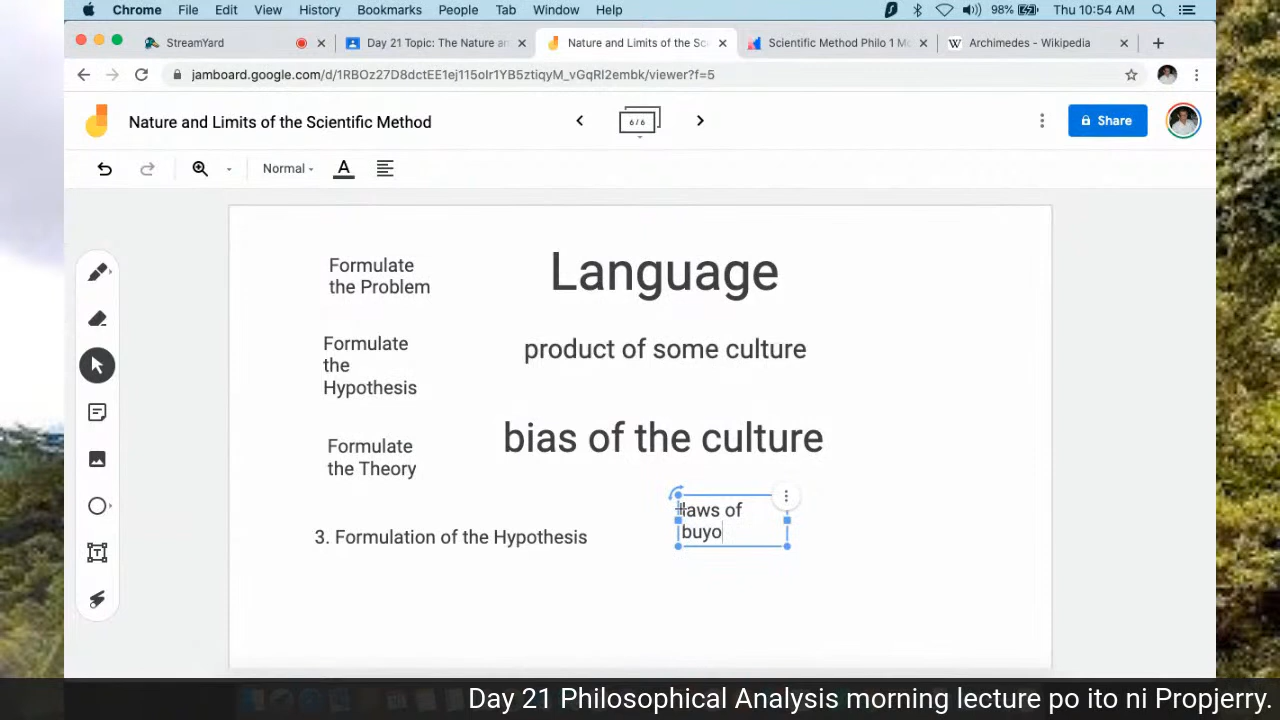 Chrome File Edit View History Bookmarks People Tab Window Help 98% Thu 10:54 AM
StreamYard Day 21 Topic: The Nature an Nature and Limits of the Sci Scientific Method Philo 1 M Archimedes - Wikipedia
jamboard.google.com/d/1RBOz27D8dctEE1ej115oIr1YB5ztiqyM_vGqRI2embk/viewer?f=5
Nature and Limits of the Scientific Method 6/6 Share
Normal A
Formulate
the Problem
Language
Formulate
the
Hypothesis
product of some culture
Formulate
the Theory
bias of the culture
3. Formulation of the Hypothesis
laws of
buyo
Day 21 Philosophical Analysis morning lecture po ito ni Propjerry.